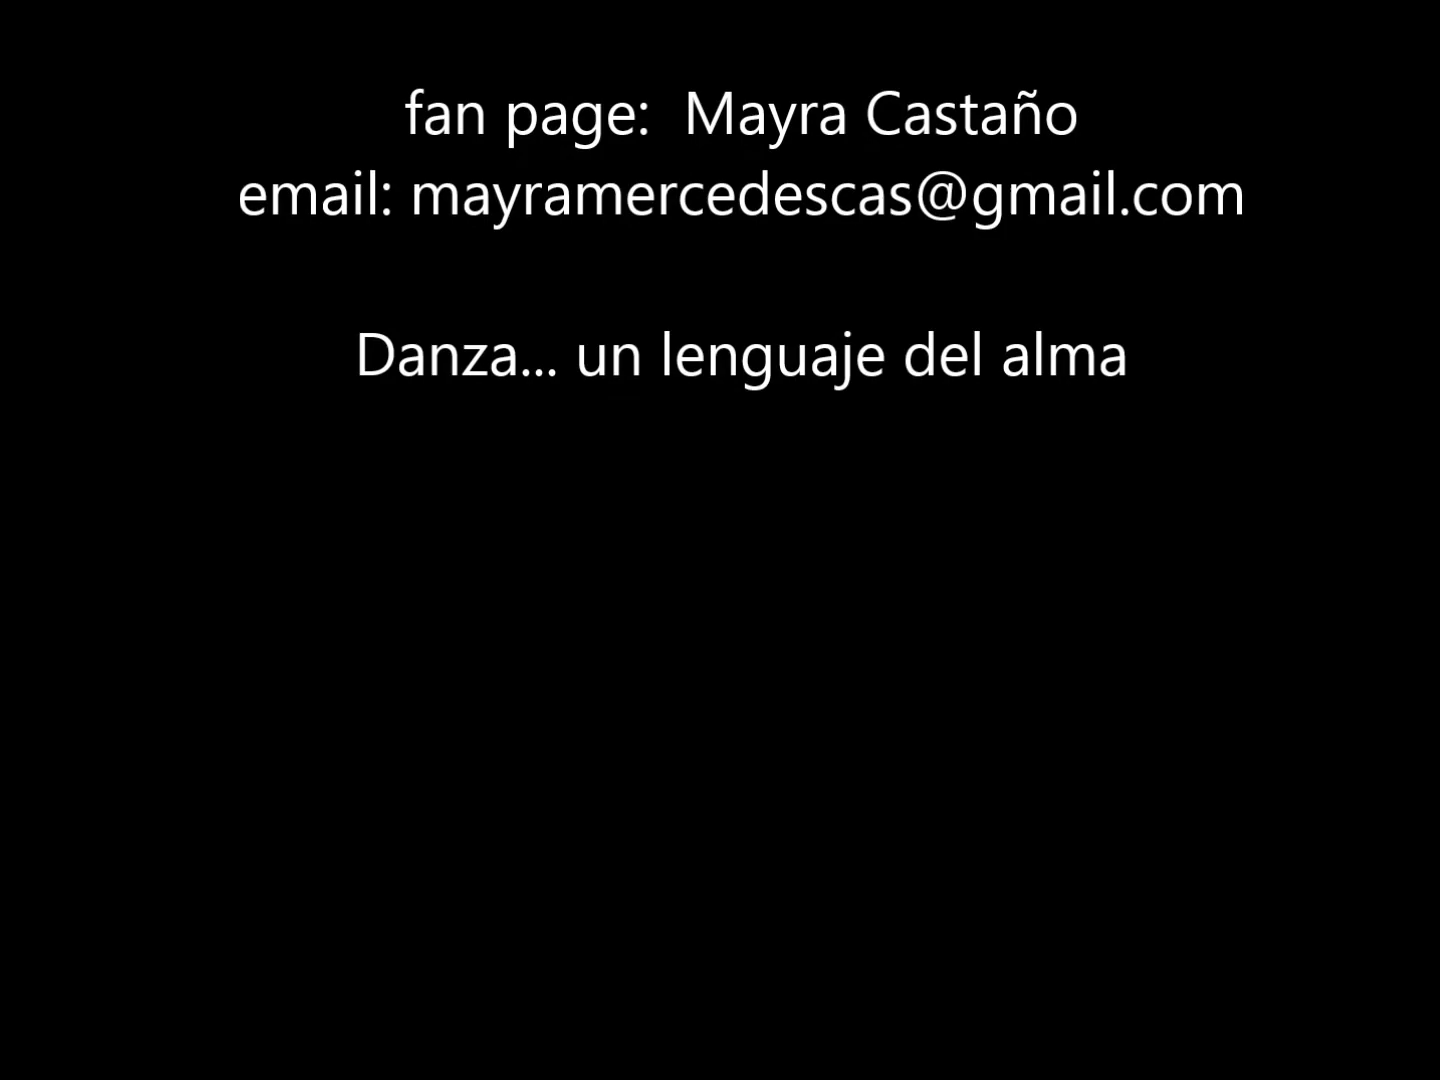 fan page:  Mayra Castaño
email: mayramercedescas@gmail.com
Danza... un lenguaje del alma